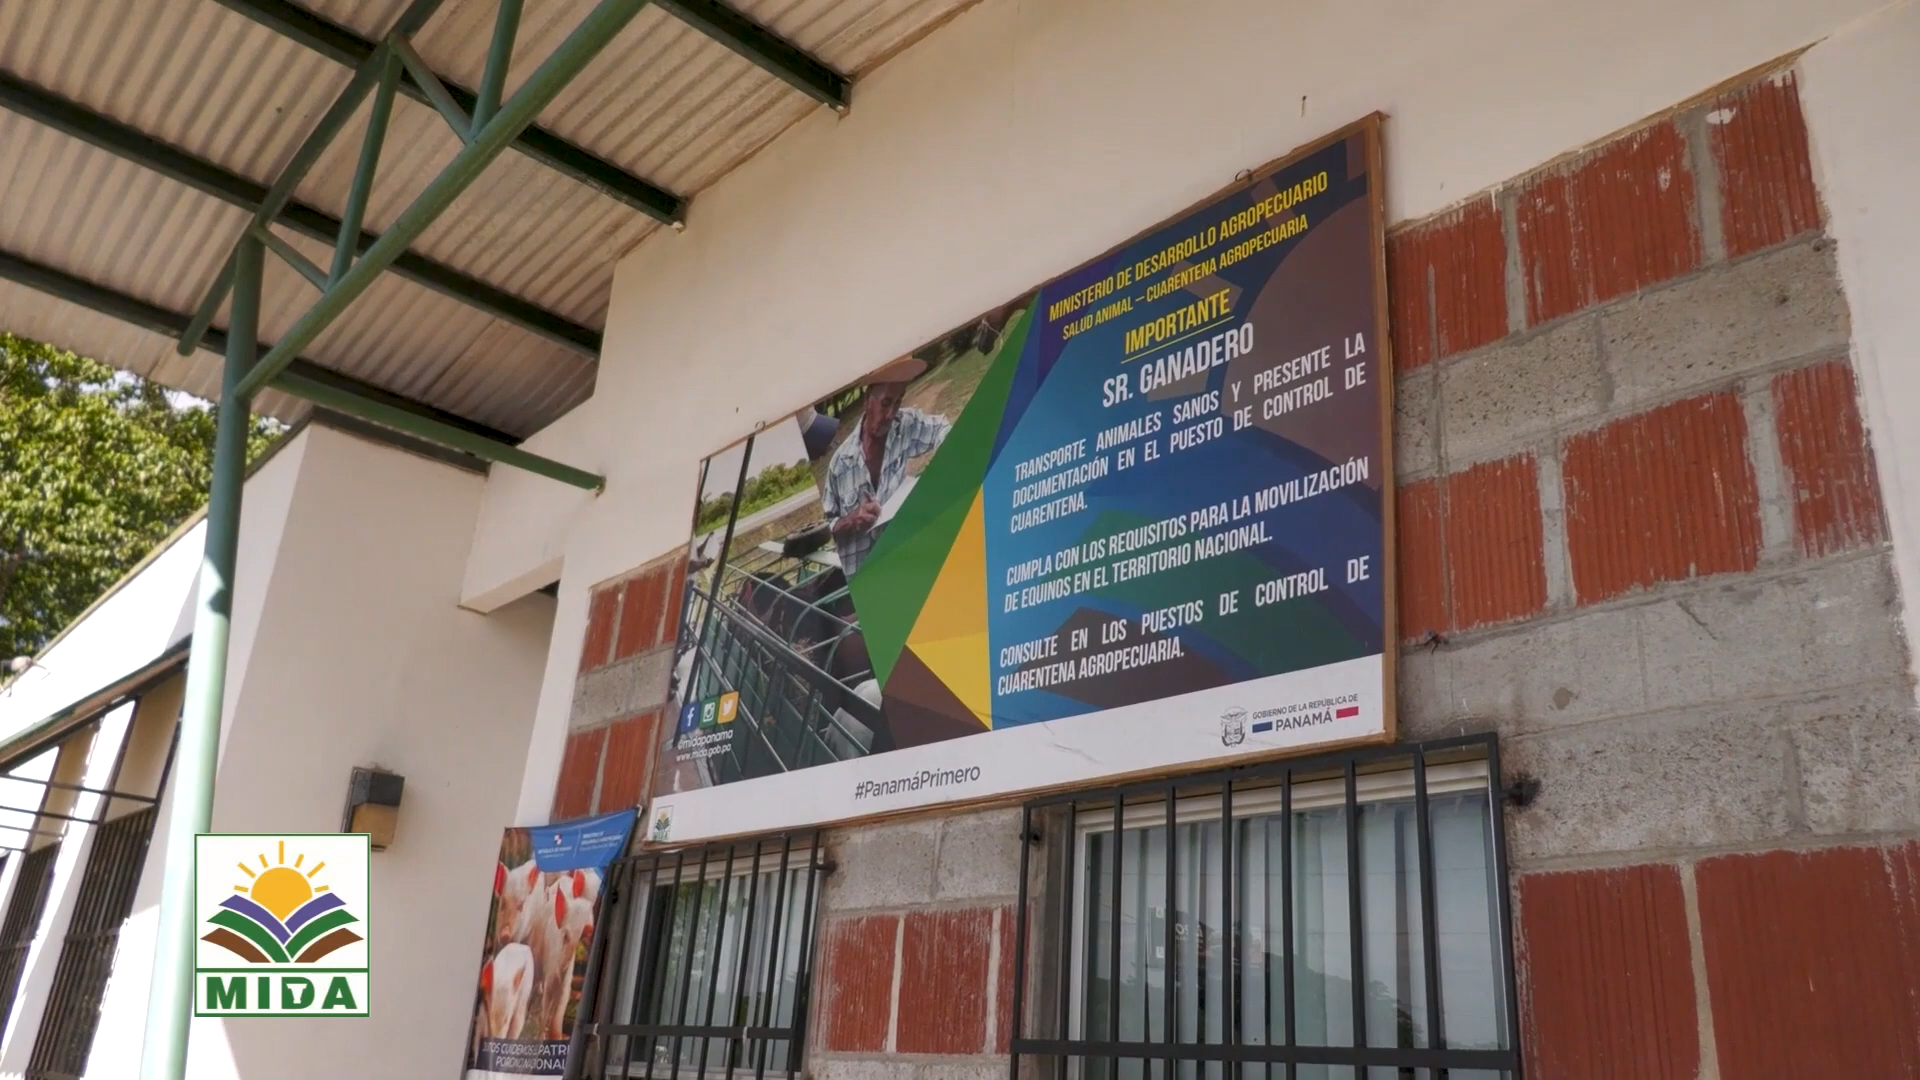 MINISTERIO DE DESARROLLO AGROPECUARIO
SALUD ANIMAL – CUARENTENA AGROPECUARIA
IMPORTANTE
SR. GANADERO
TRANSPORTE ANIMALES SANOS Y PRESENTE LA
DOCUMENTACIÓN EN EL PUESTO DE CONTROL DE
CUARENTENA.
CUMPLA CON LOS REQUISITOS PARA LA MOVILIZACIÓN
DE EQUINOS EN EL TERRITORIO NACIONAL.
CONSULTE EN LOS PUESTOS DE CONTROL DE
CUARENTENA AGROPECUARIA.
@midapanama
www.mida.gob.pa
GOBIERNO DE LA REPÚBLICA DE
PANAMÁ
#PanamáPrimero
MIDA